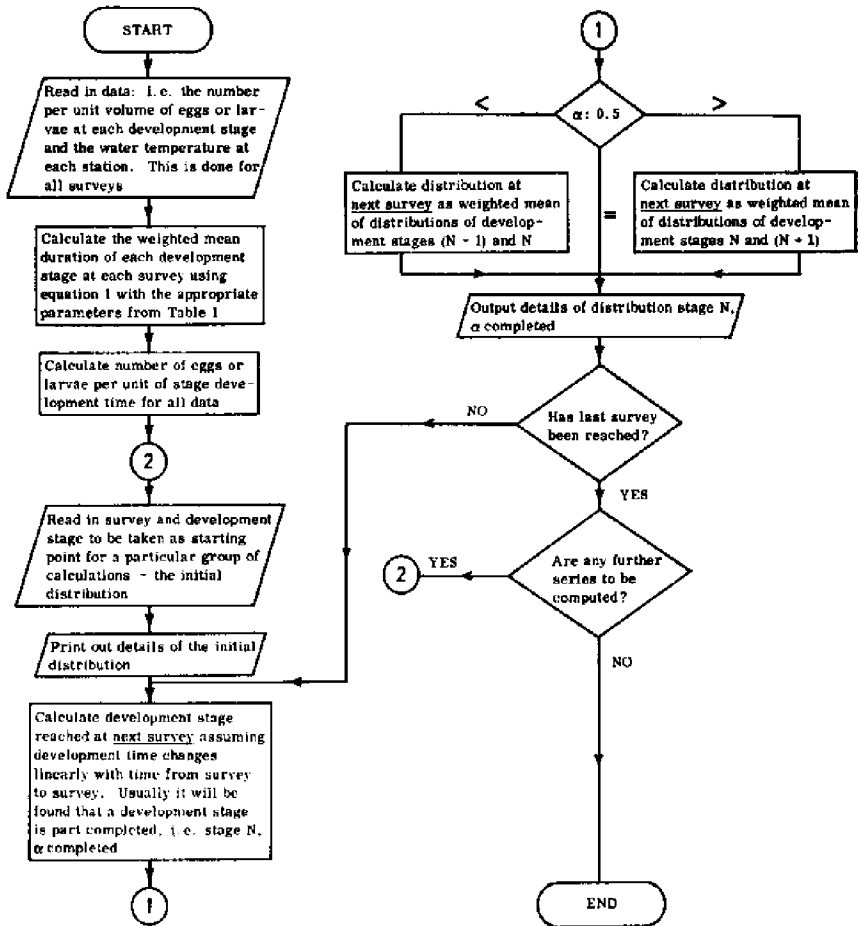 START
Read in data: i.e. the number
per unit volume of eggs or lar-
vae at each development stage
and the water temperature at
each station. This is done for
all surveys
Calculate the weighted mean
duration of each development
stage at each survey using
equation 1 with the appropriate
parameters from Table 1
Calculate number of eggs or
larvae per unit of stage deve-
lopment time for all data
2
Read in survey and development
stage to be taken as starting
point for a particular group of
calculations - the initial
distribution
Print out details of the initial
distribution
Calculate development stage
reached at next survey assuming
development time changes
linearly with time from survey
to survey. Usually it will be
found that a development stage
is part completed, i.e. stage N,
α completed
1
1
<
α: 0.5
>
Calculate distribution at
next survey as weighted mean
of distributions of develop-
ment stages (N - 1) and N
=
Calculate distribution at
next survey as weighted mean
of distributions of develop-
ment stages N and (N + 1)
Output details of distribution stage N,
α completed
Has last survey
been reached?
NO
YES
Are any further
series to be
computed?
YES
2
NO
END